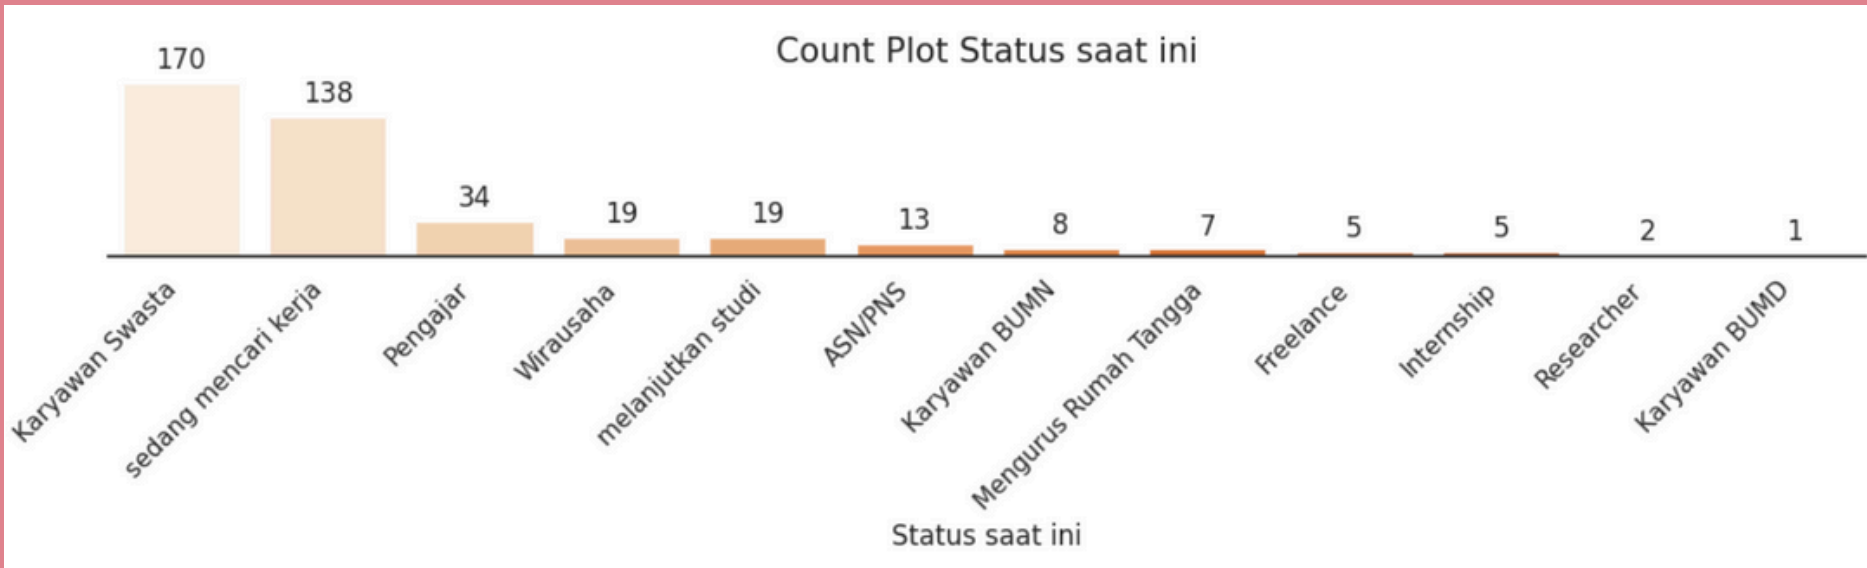 Count Plot Status saat ini
170
138
34
19
19
13
8
7
5
5
2
1
Karyawan Swasta
sedang mencari kerja
Pengajar
Wirausaha
melanjutkan studi
ASN/PNS
Karyawan BUMN
Mengurus Rumah Tangga
Freelance
Internship
Researcher
Karyawan BUMD
Status saat ini